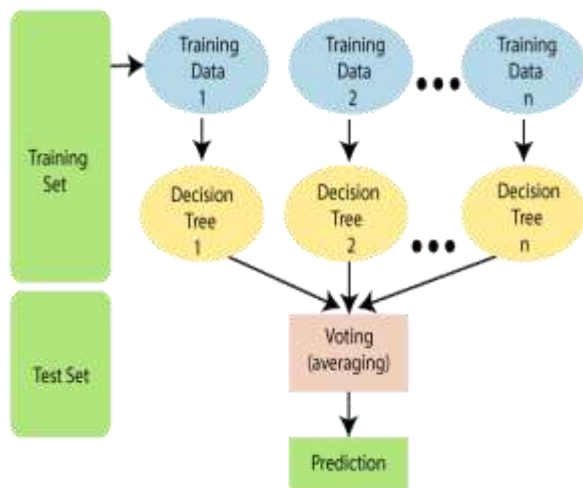 Training
Set
Test Set
Training
Data
1
Training
Data
2
Training
Data
n
Decision
Tree
1
Decision
Tree
2
Decision
Tree
n
Voting
(averaging)
Prediction